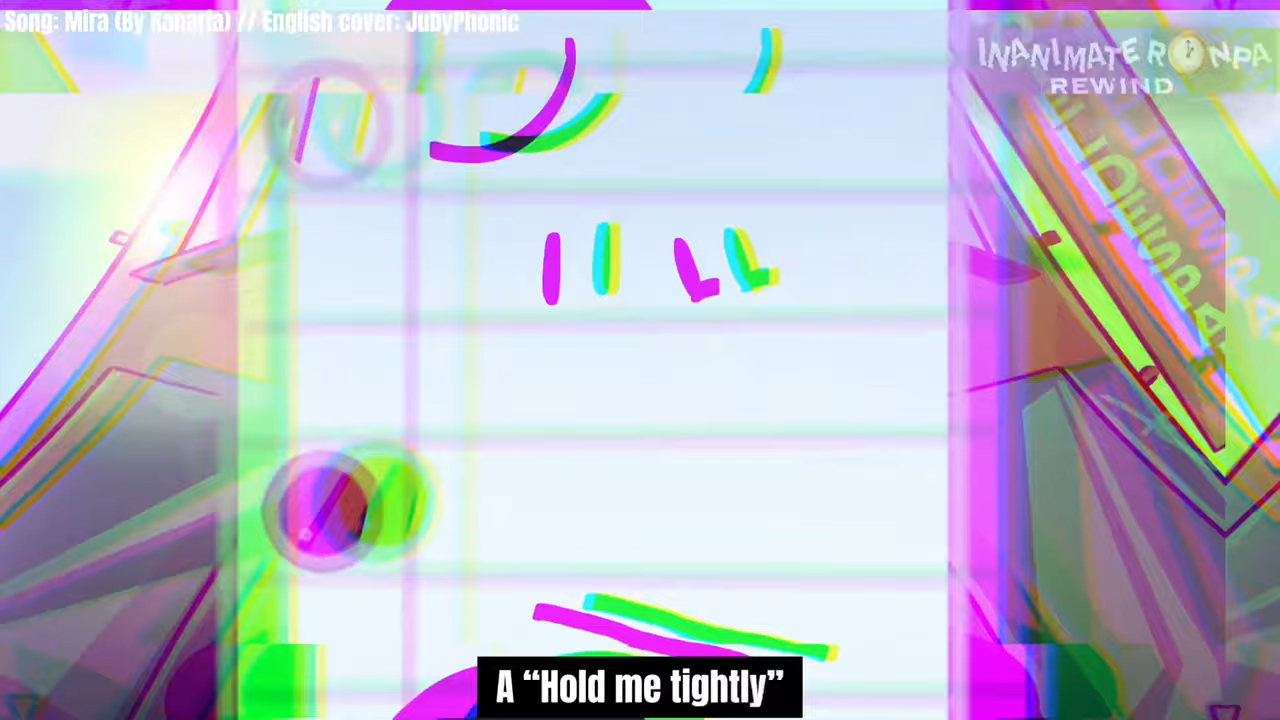 Song: Mira (By Kanaria) // English cover: JubyPhonic
INANIMATE RONPA
REWIND
A “Hold me tightly”